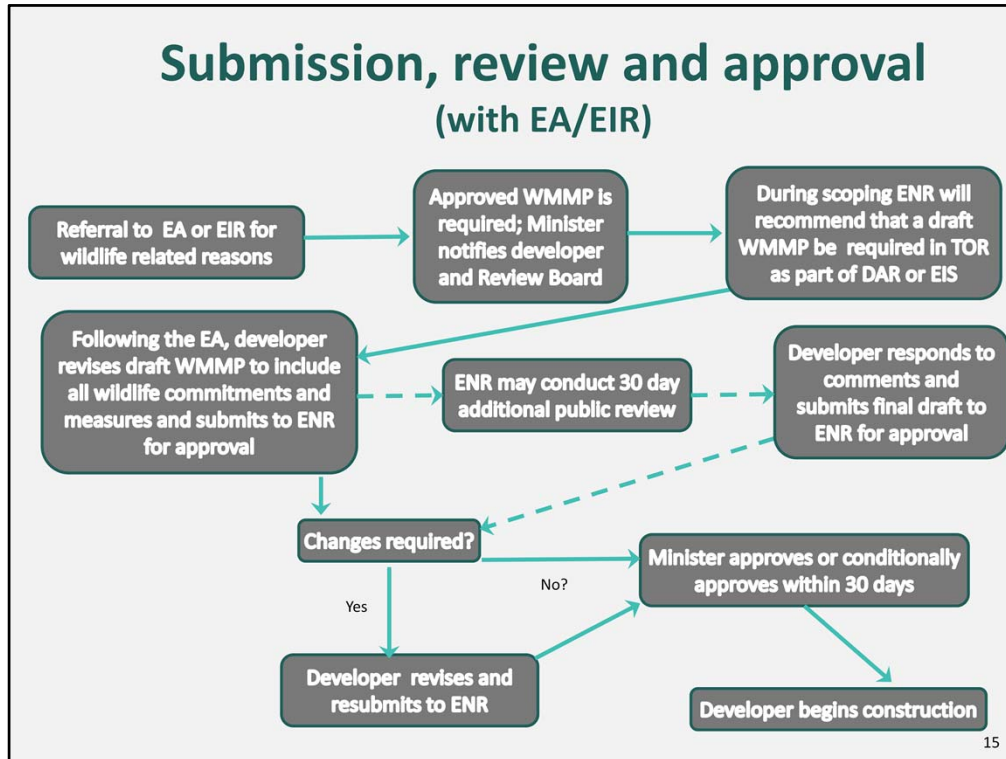 Submission, review and approval
(with EA/EIR)
Referral to EA or EIR for
wildlife related reasons
Approved WMMP is
required; Minister
notifies developer
and Review Board
During scoping ENR will
recommend that a draft
WMMP be required in TOR
as part of DAR or EIS
Following the EA, developer
revises draft WMMP to include
all wildlife commitments and
measures and submits to ENR
for approval
ENR may conduct 30 day
additional public review
Developer responds to
comments and
submits final draft to
ENR for approval
Changes required?
Yes
No?
Minister approves or conditionally
approves within 30 days
Developer revises and
resubmits to ENR
Developer begins construction
15